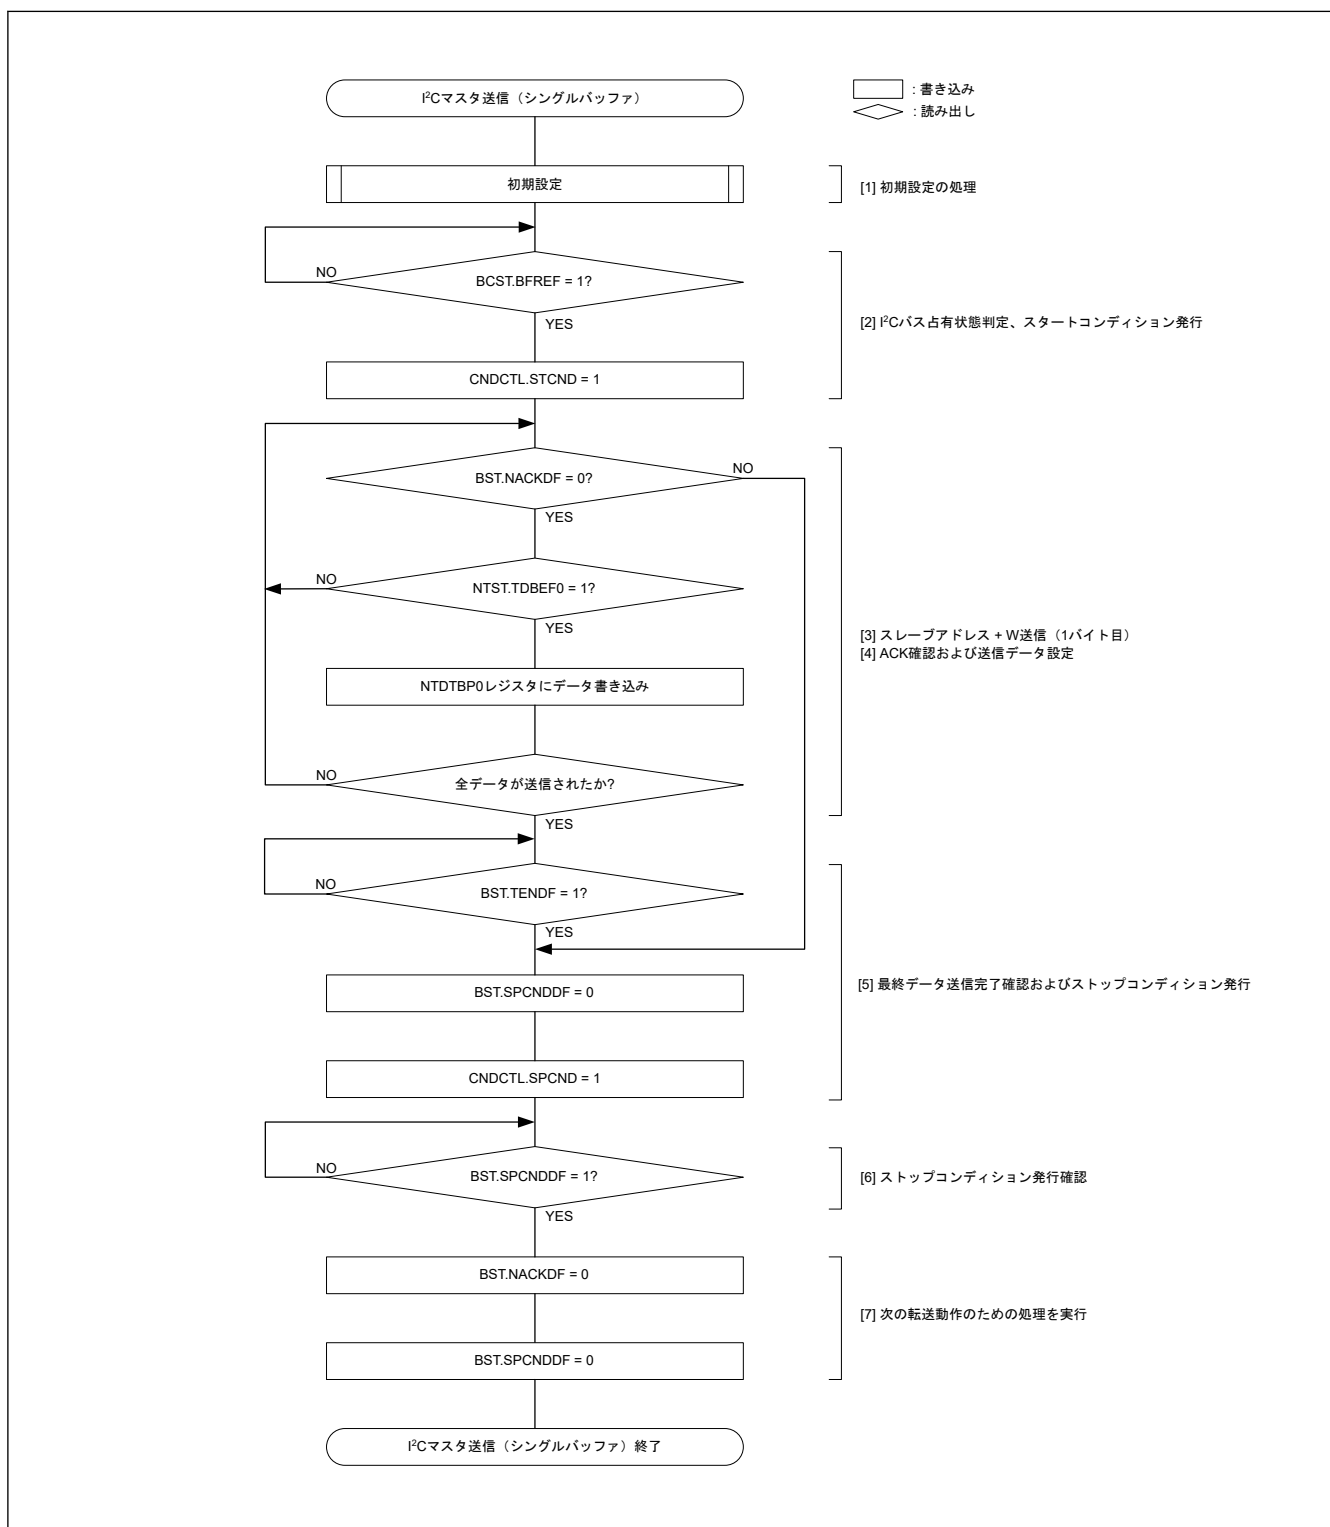 I²Cマスタ送信（シングルバッファ）
: 書き込み
: 読み出し
初期設定
[1] 初期設定の処理
NO
BCST.BFREF = 1?
YES
[2] I²Cバス占有状態判定、スタートコンディション発行
CNDCTL.STCND = 1
BST.NACKDF = 0?
NO
YES
NO
NTST.TDBEF0 = 1?
YES
[3] スレーブアドレス + W送信（1バイト目）
[4] ACK確認および送信データ設定
NTDTBP0レジスタにデータ書き込み
NO
全データが送信されたか?
YES
NO
BST.TENDF = 1?
YES
BST.SPCNDDF = 0
[5] 最終データ送信完了確認およびストップコンディション発行
CNDCTL.SPCND = 1
NO
BST.SPCNDDF = 1?
YES
[6] ストップコンディション発行確認
BST.NACKDF = 0
[7] 次の転送動作のための処理を実行
BST.SPCNDDF = 0
I²Cマスタ送信（シングルバッファ）終了